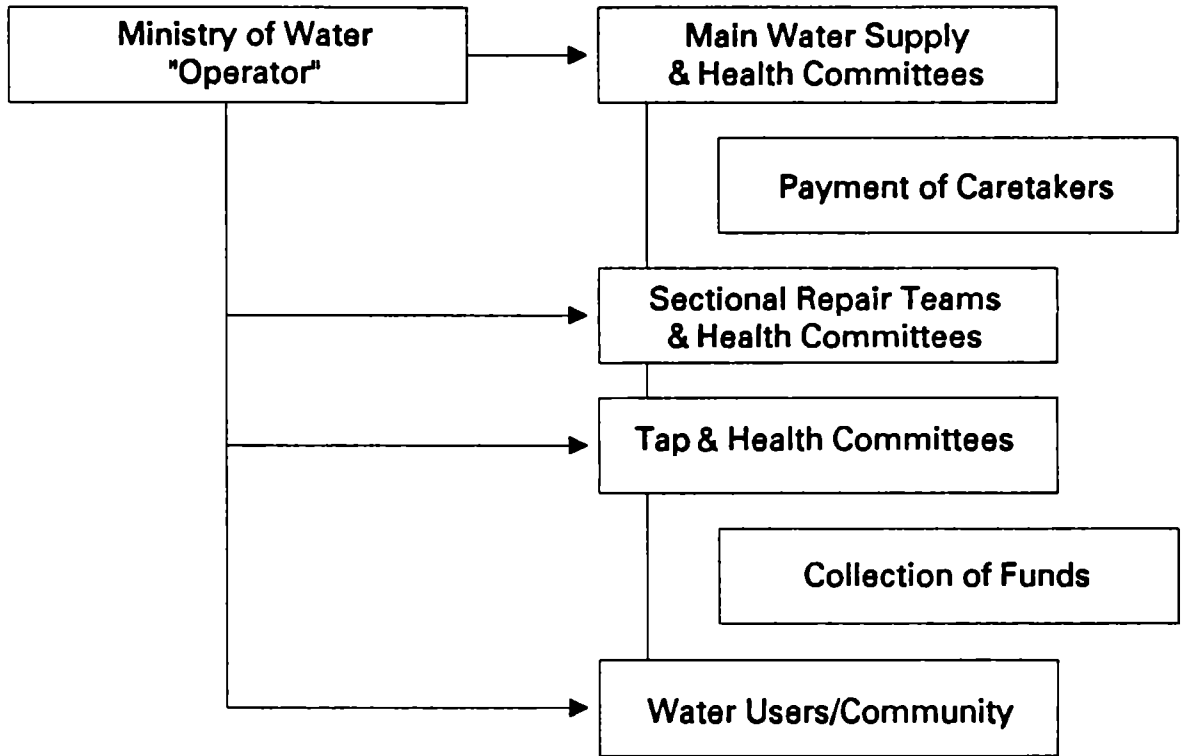 Ministry of Water
"Operator"
Main Water Supply
& Health Committees
Payment of Caretakers
Sectional Repair Teams
& Health Committees
Tap & Health Committees
Collection of Funds
Water Users/Community